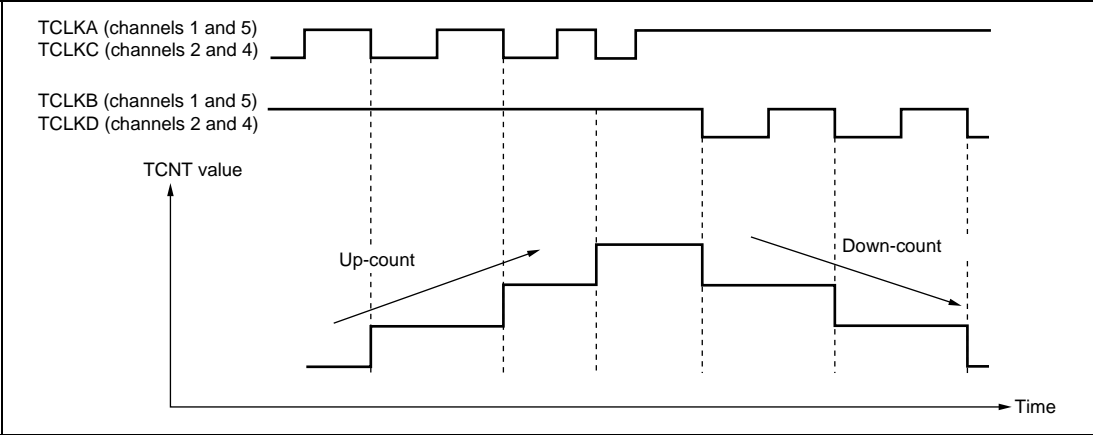 TCLKA (channels 1 and 5)
TCLKC (channels 2 and 4)
TCLKB (channels 1 and 5)
TCLKD (channels 2 and 4)
TCNT value
Up-count
Down-count
Time